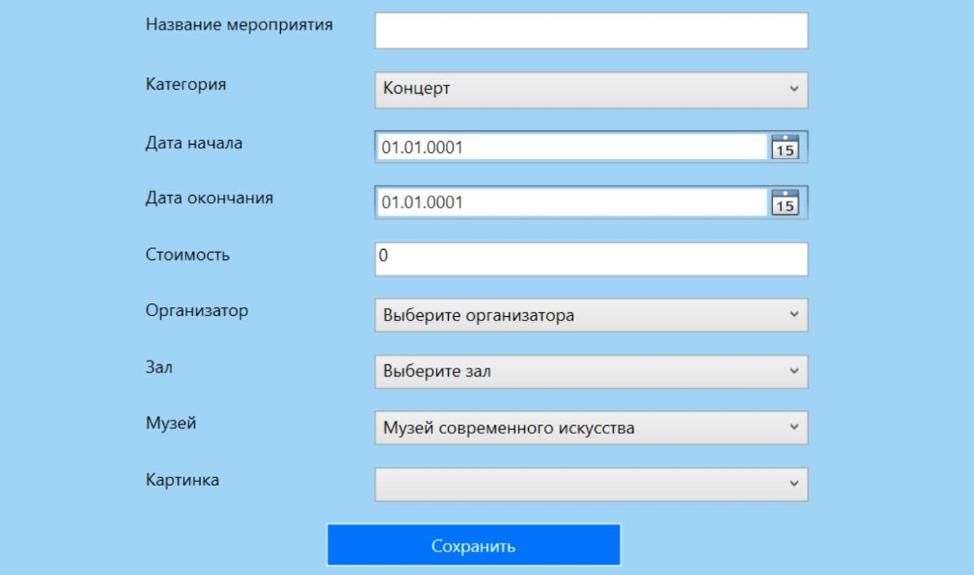 Название мероприятия
Категория Концерт
Дата начала 01.01.0001 15
Дата окончания 01.01.0001 15
Стоимость 0
Организатор Выберите организатора
Зал Выберите зал
Музей Музей современного искусства
Картинка
Сохранить